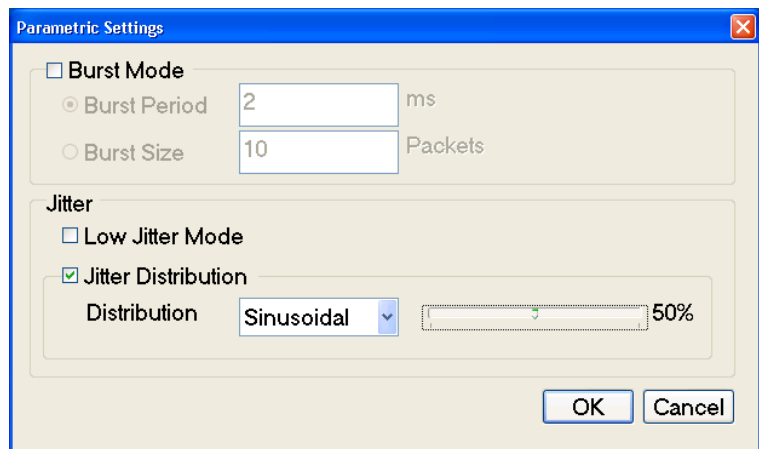 Parametric Settings
Burst Mode
Burst Period 2 ms
Burst Size 10 Packets
Jitter
Low Jitter Mode
Jitter Distribution
Distribution Sinusoidal 50%
OK Cancel